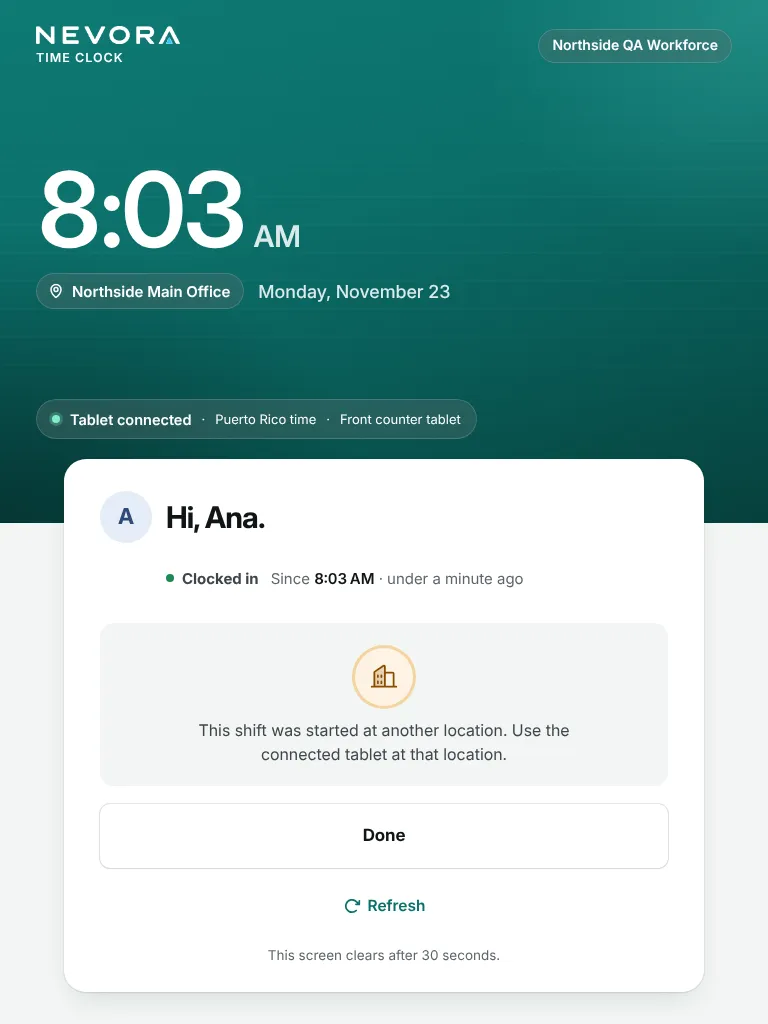 NEVORA
TIME CLOCK
Northside QA Workforce
8:03 AM
Northside Main Office
Monday, November 23
Tablet connected · Puerto Rico time · Front counter tablet
A
Hi, Ana.
Clocked in Since 8:03 AM · under a minute ago
This shift was started at another location. Use the
connected tablet at that location.
Done
Refresh
This screen clears after 30 seconds.